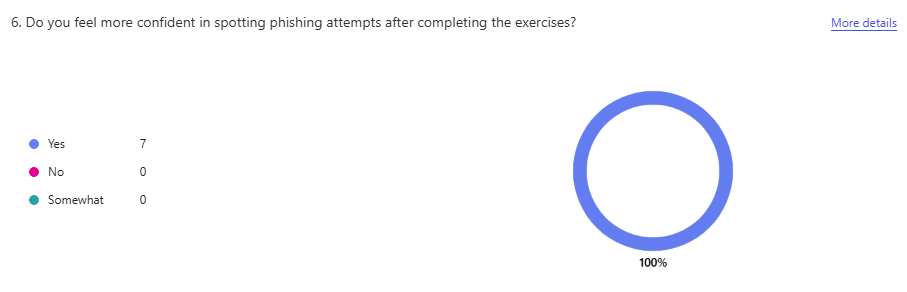 6. Do you feel more confident in spotting phishing attempts after completing the exercises?
More details
Yes 7
No 0
Somewhat 0
100%